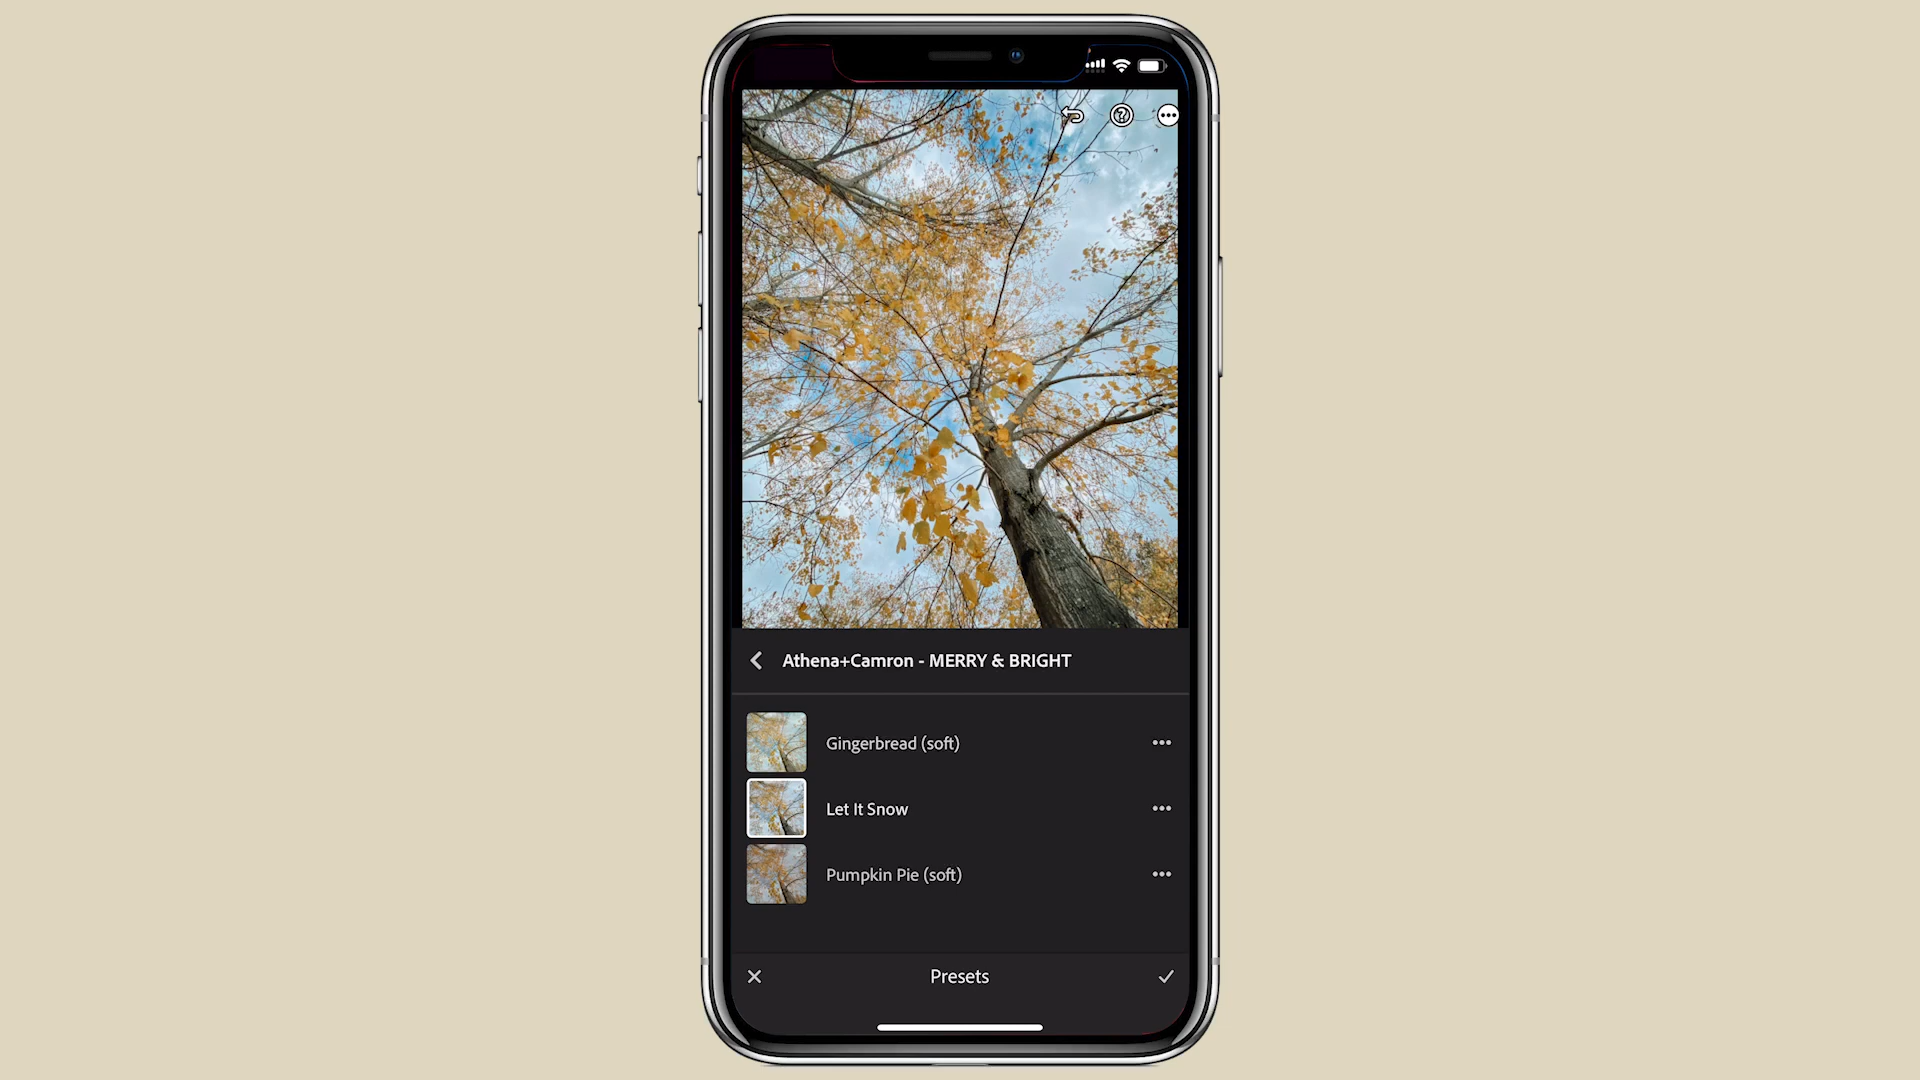 Athena+Camron - MERRY & BRIGHT
Gingerbread (soft)
Let It Snow
Pumpkin Pie (soft)
Presets